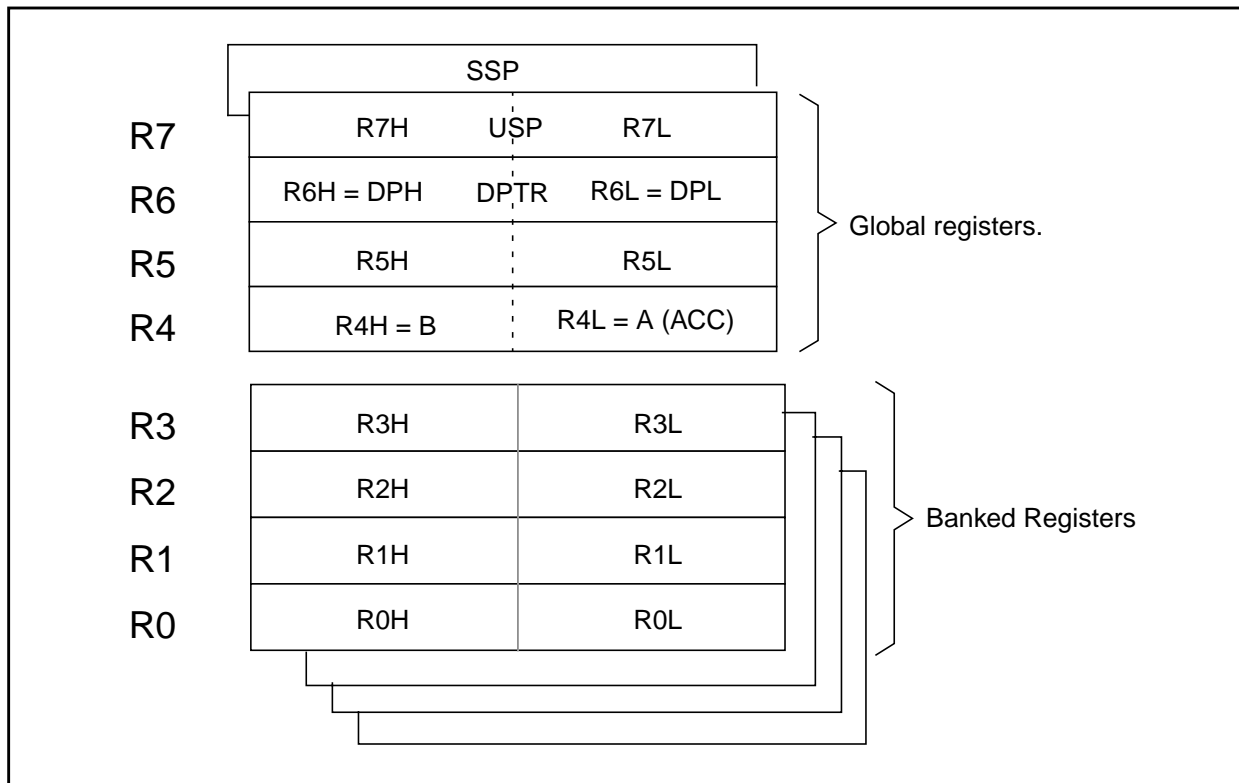 SSP
R7 R7H USP R7L
R6 R6H = DPH DPTR R6L = DPL
Global registers.
R5 R5H R5L
R4 R4H = B R4L = A (ACC)
R3 R3H R3L
R2 R2H R2L
Banked Registers
R1 R1H R1L
R0 R0H R0L